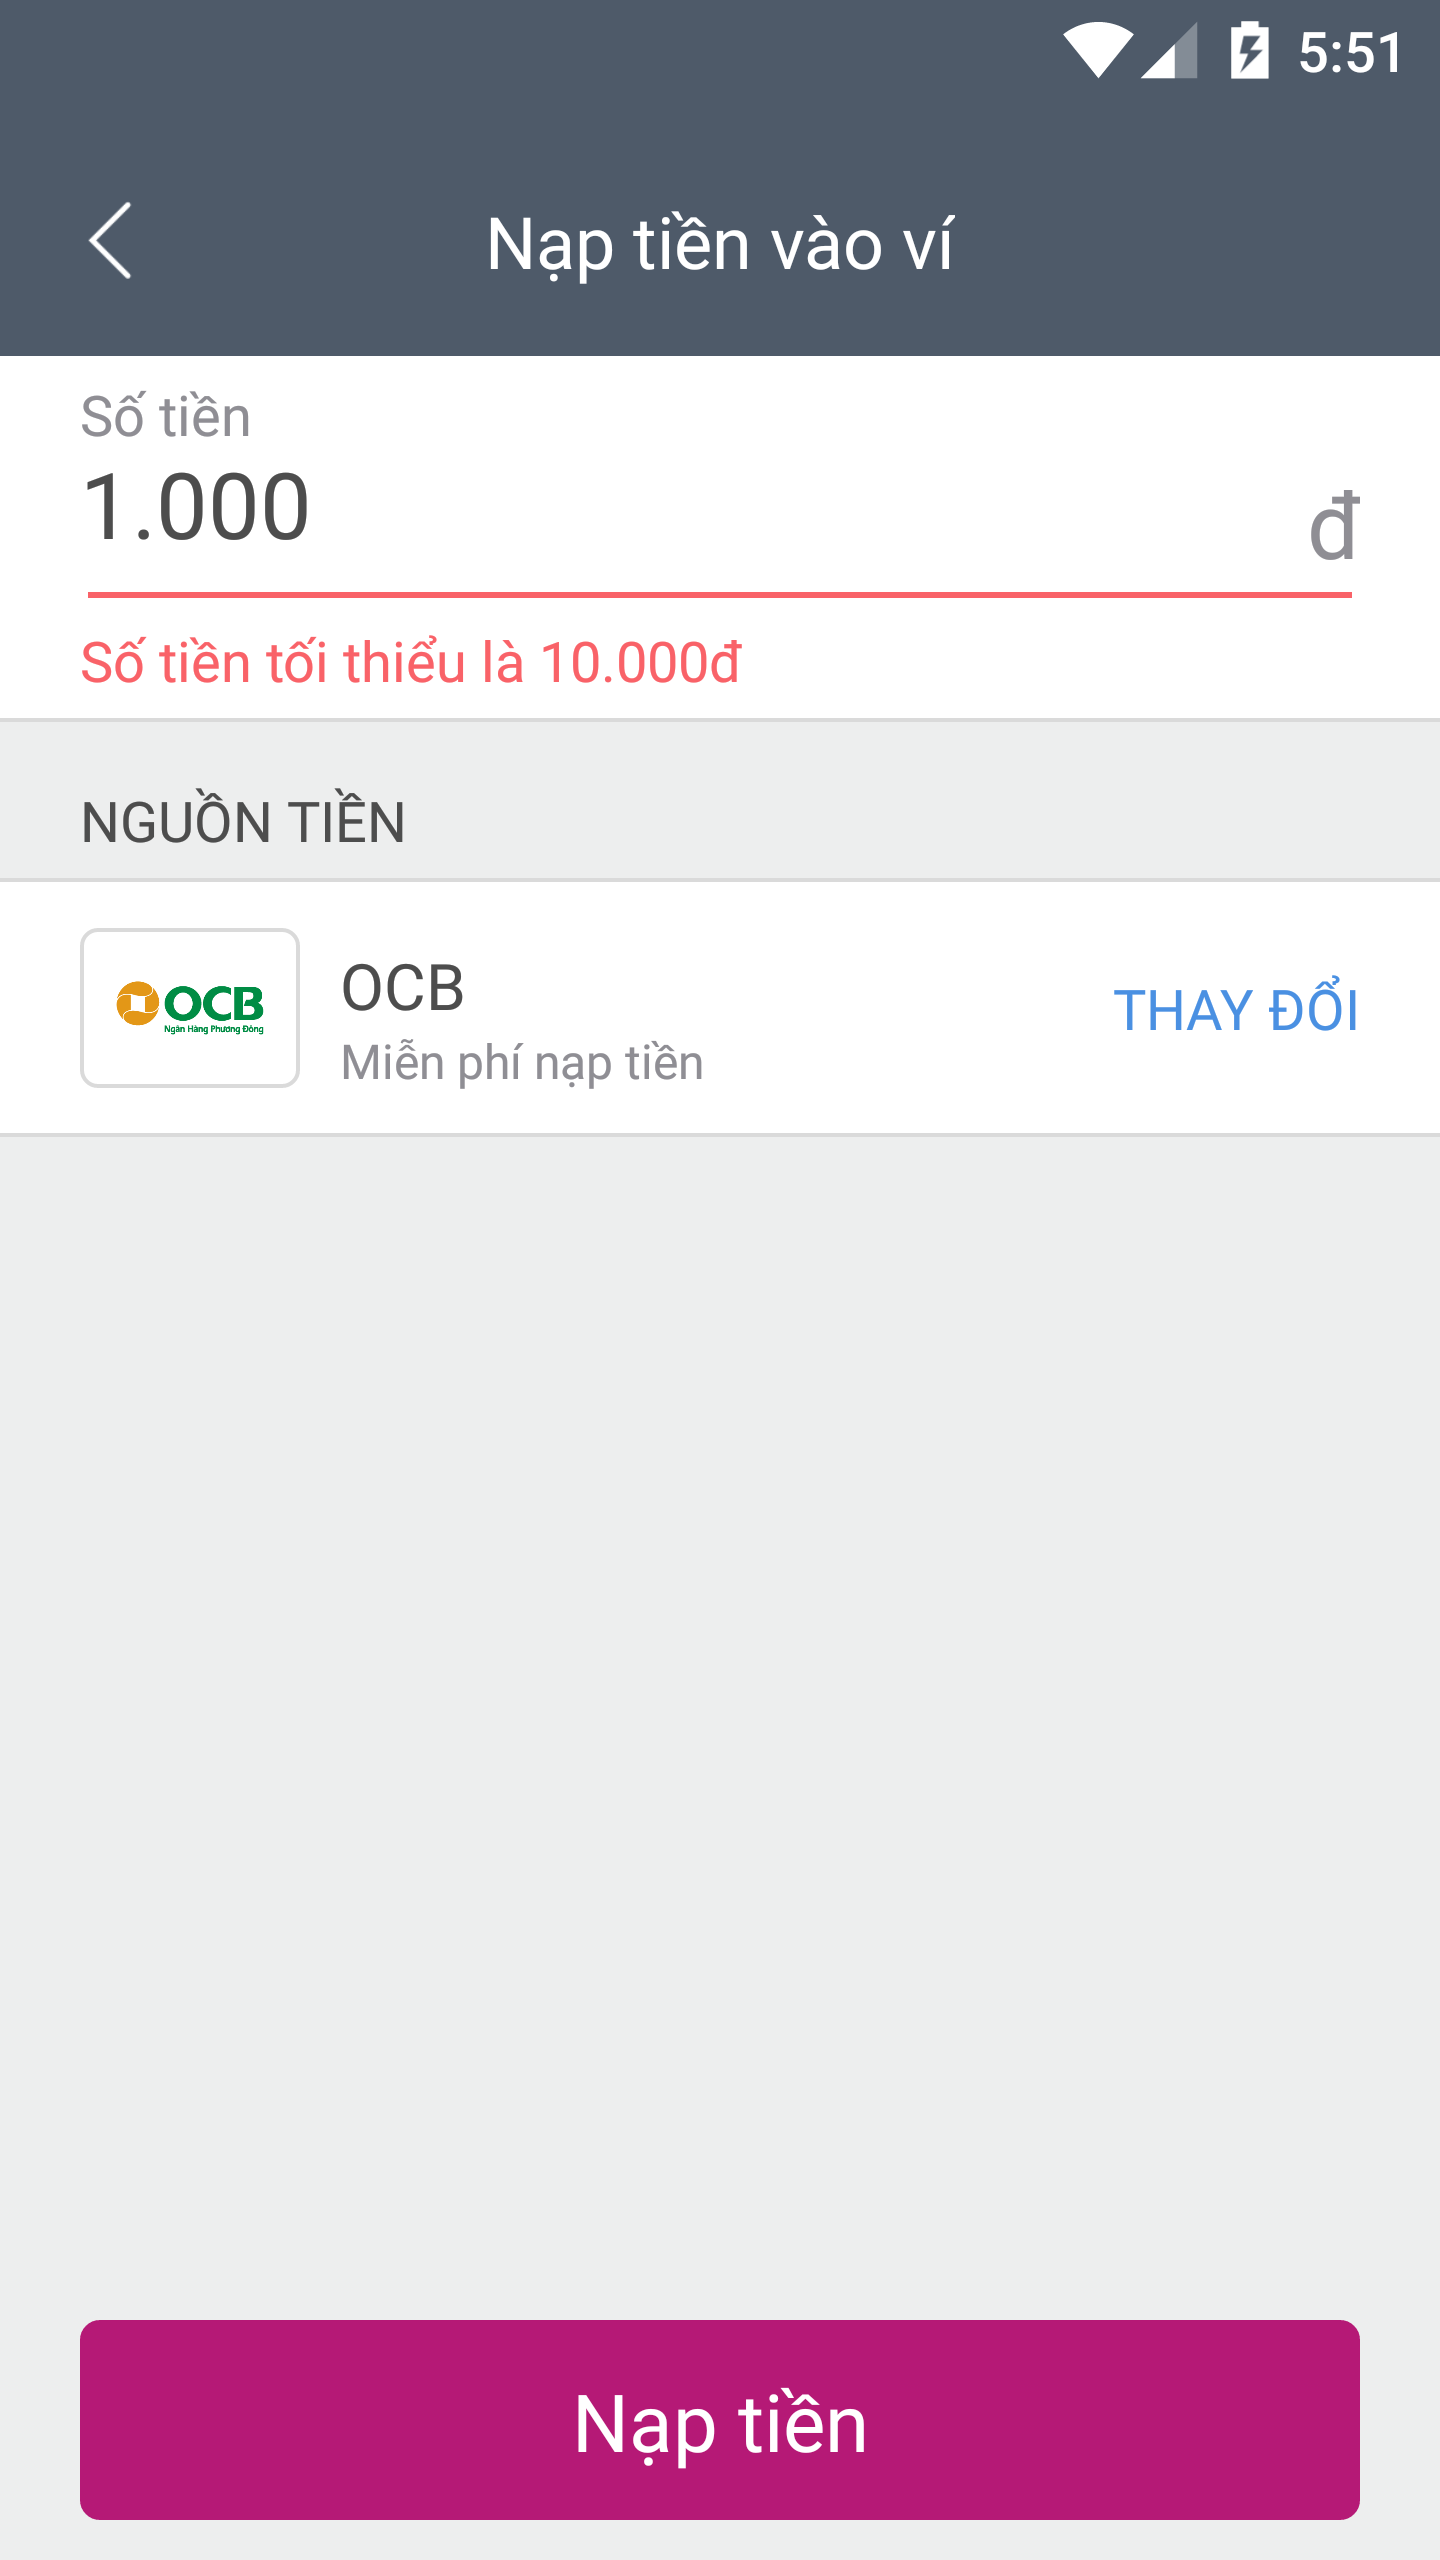 5:51
Nạp tiền vào ví
Số tiền
1.000 đ
Số tiền tối thiểu là 10.000đ
NGUỒN TIỀN
OCB
Ngân Hàng Phương Đông
OCB
Miễn phí nạp tiền
THAY ĐỔI
Nạp tiền